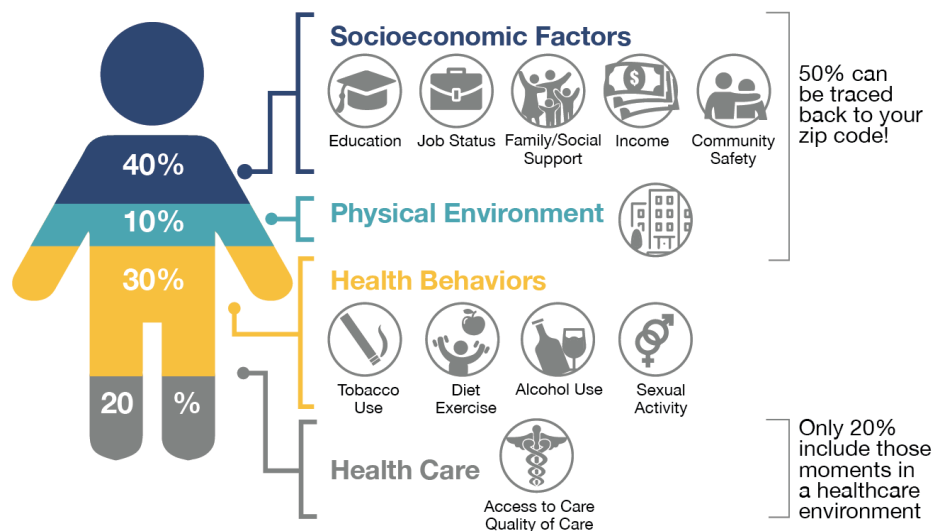 Socioeconomic Factors
Education
Job Status
Family/Social
Support
Income
Community
Safety
50% can
be traced
back to your
zip code!
40%
10%
30%
20 %
Physical Environment
Health Behaviors
Tobacco
Use
Diet
Exercise
Alcohol Use
Sexual
Activity
Health Care
Access to Care
Quality of Care
Only 20%
include those
moments in
a healthcare
environment
$